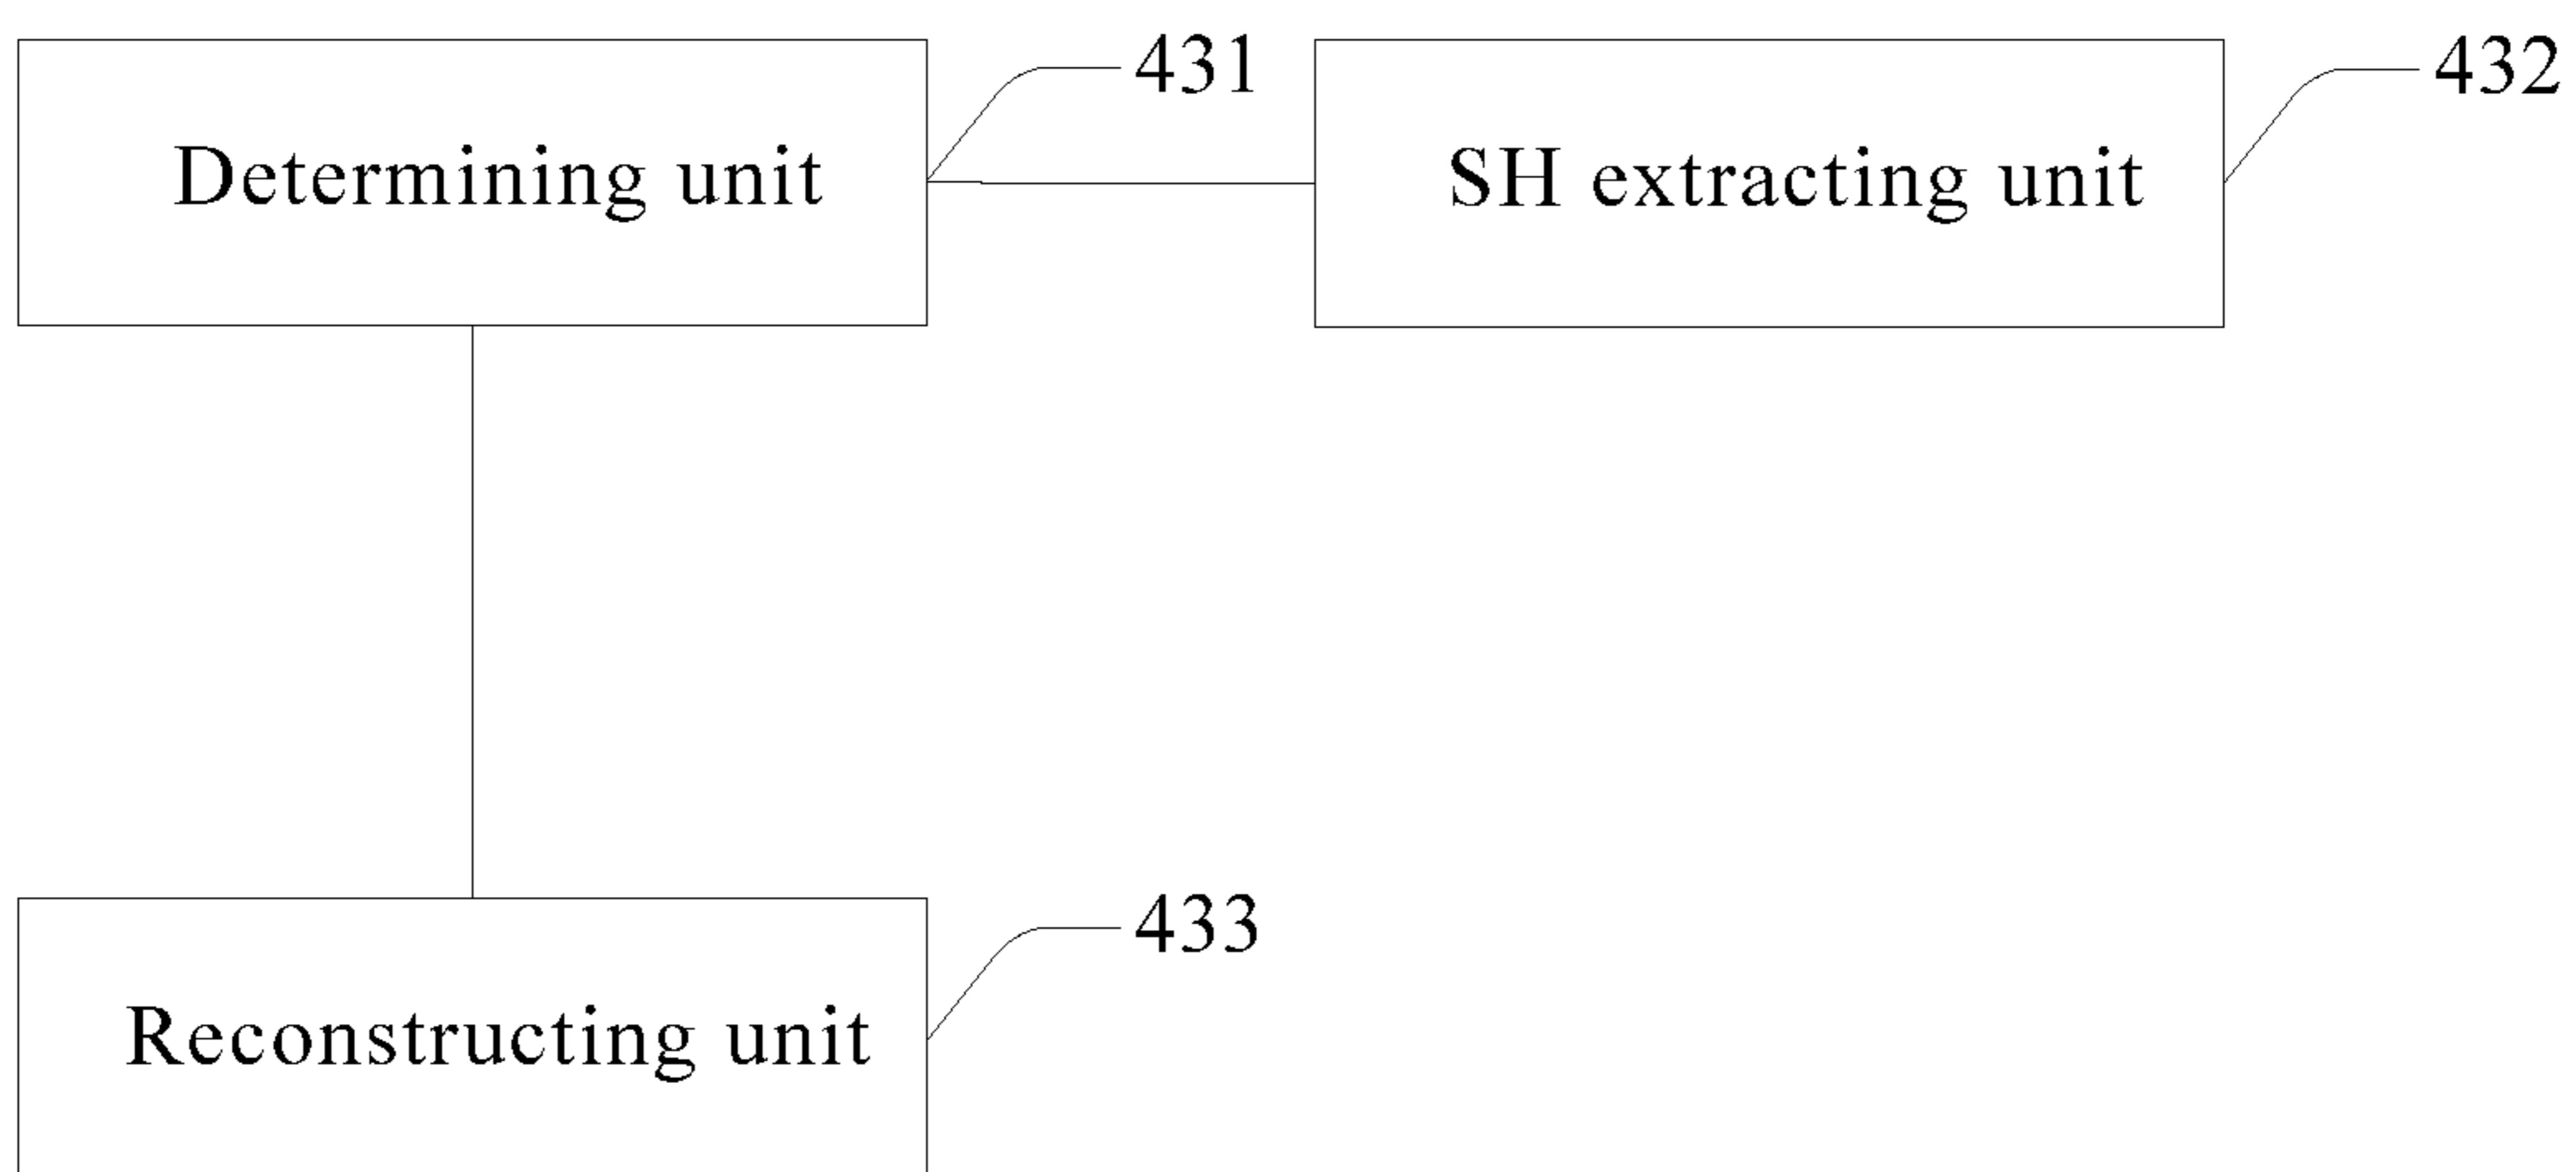 431
432
Determining unit
SH extracting unit
433
Reconstructing unit